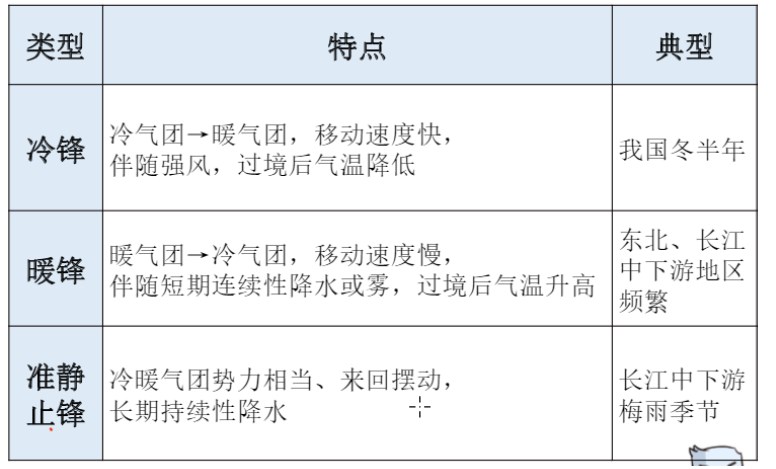 类型 特点 典型
冷锋
冷气团→暖气团，移动速度快，
伴随强风，过境后气温降低
我国冬半年
暖锋
暖气团→冷气团，移动速度慢，
伴随短期连续性降水或雾，过境后气温升高
东北、长江
中下游地区
频繁
准静
止锋
冷暖气团势力相当、来回摆动，
长期持续性降水
长江中下游
梅雨季节